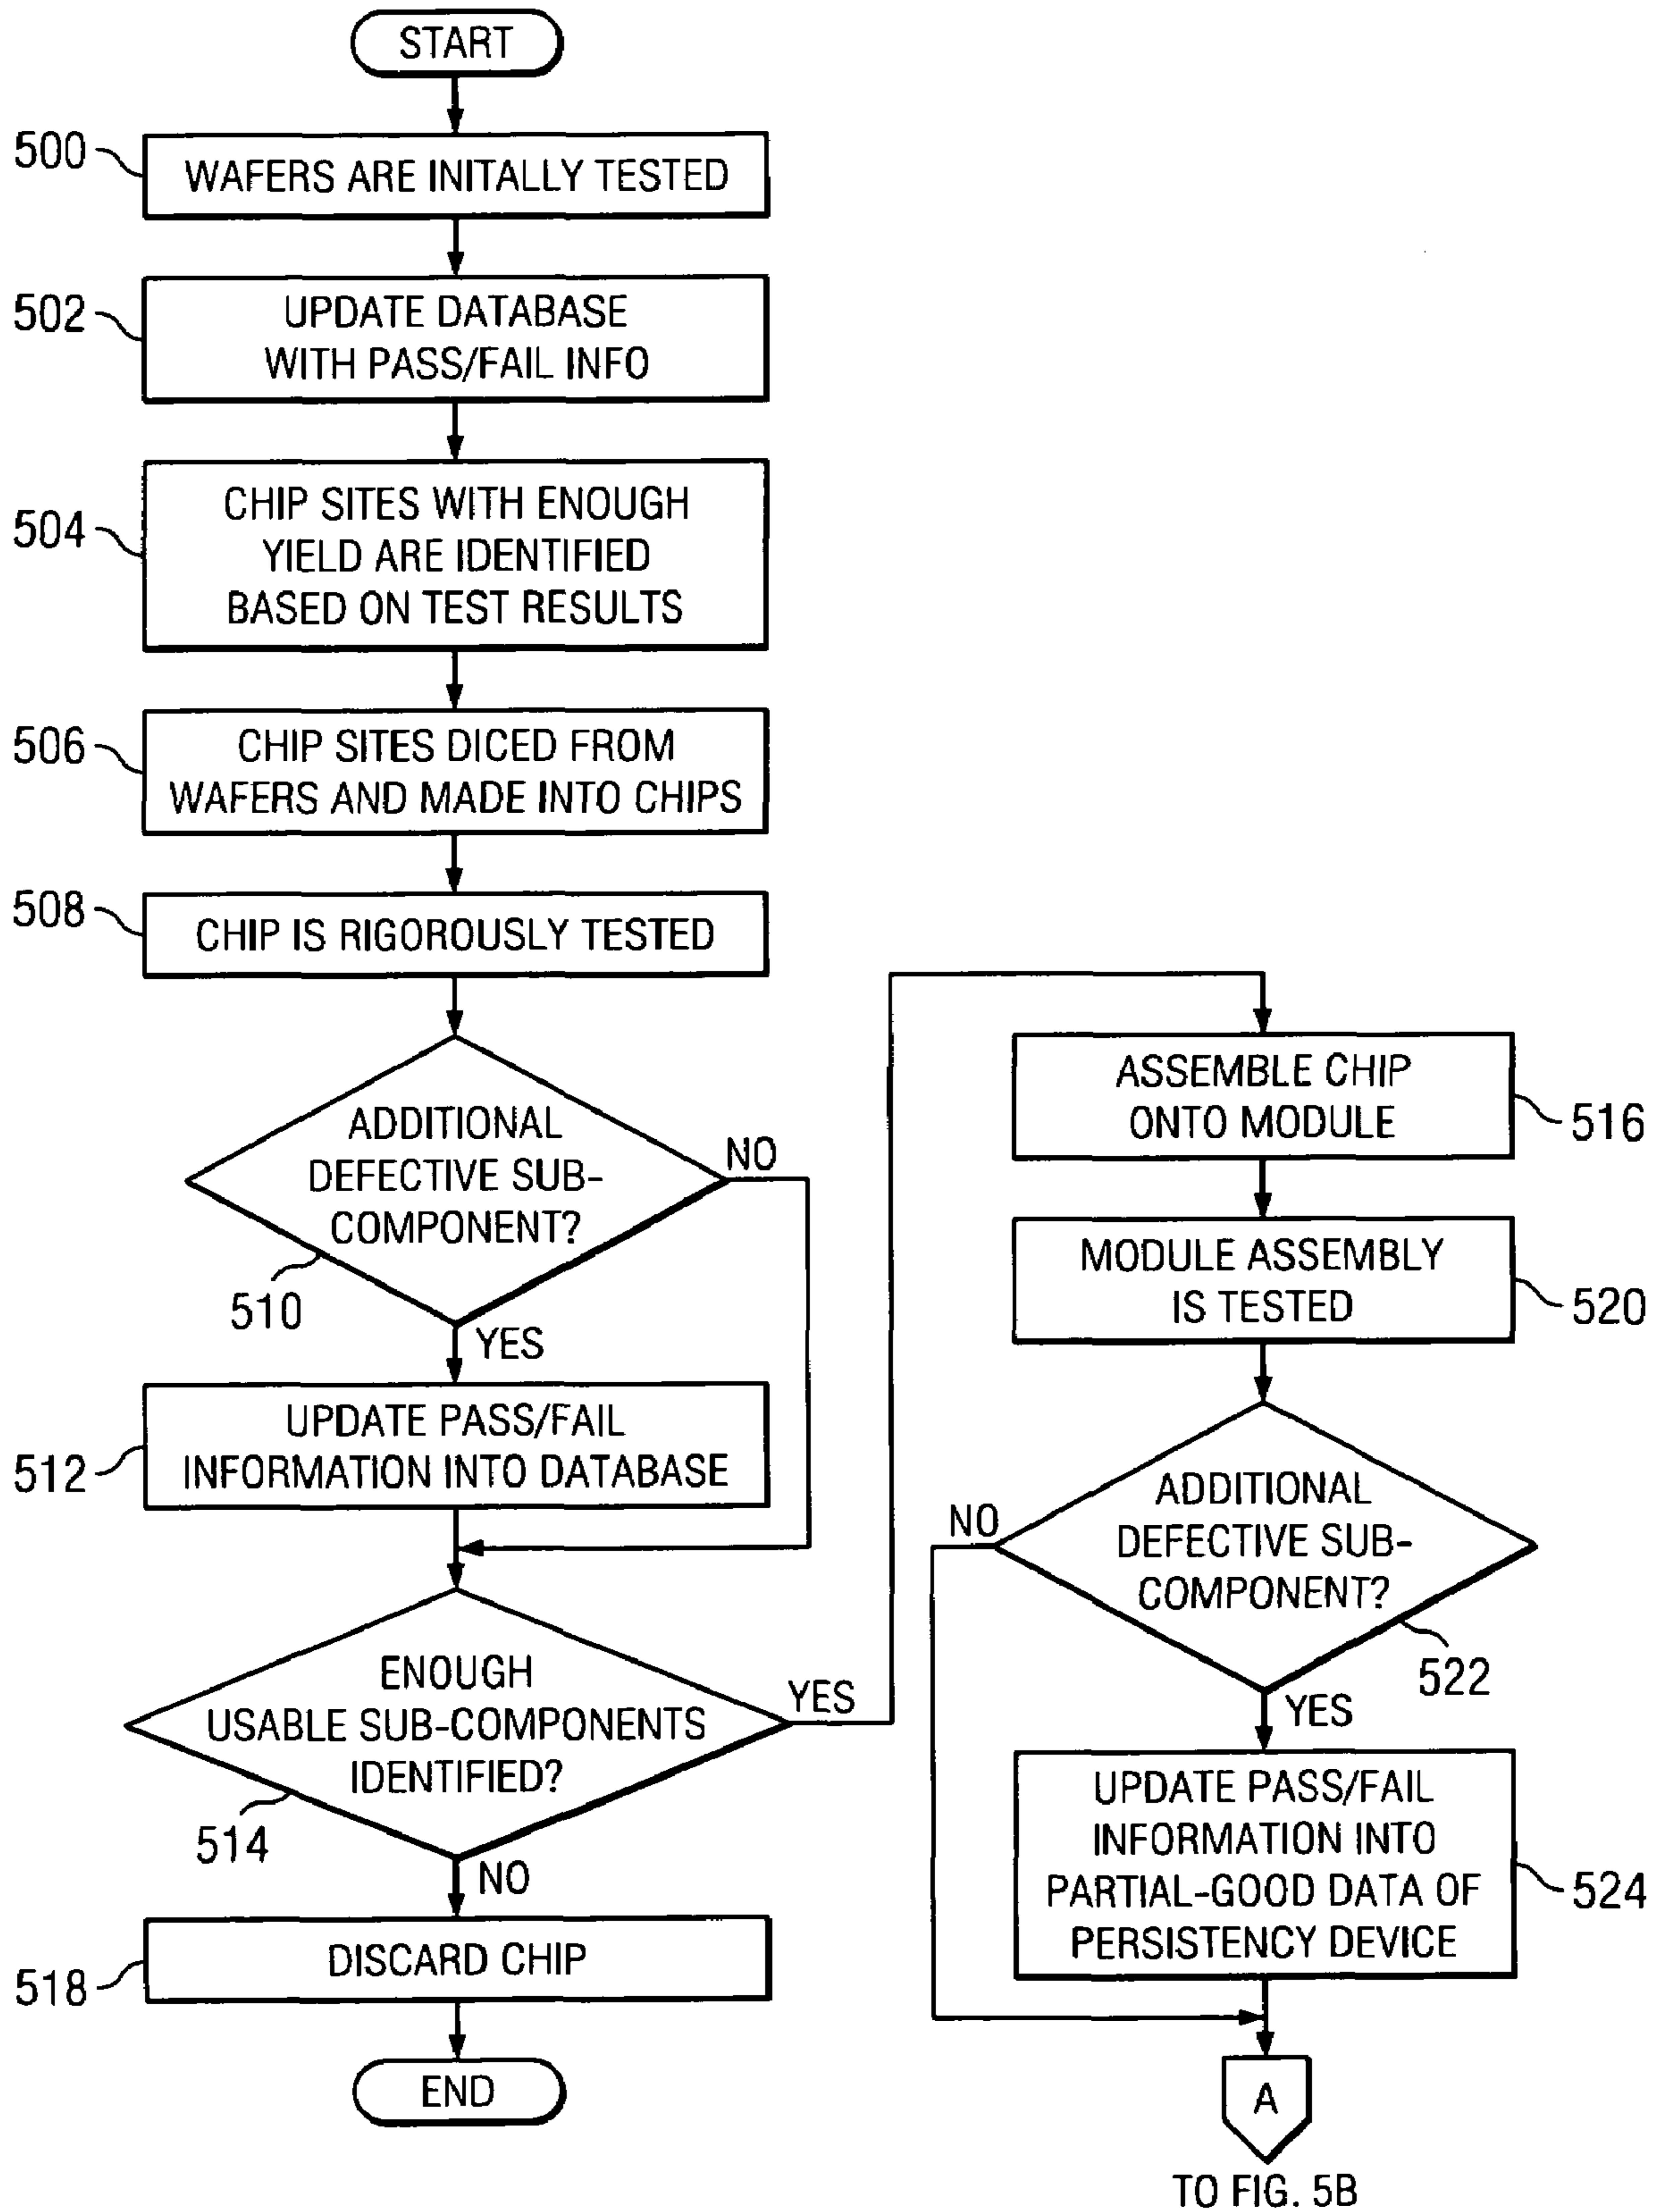 START
500
WAFERS ARE INITALLY TESTED
502
UPDATE DATABASE
WITH PASS/FAIL INFO
504
CHIP SITES WITH ENOUGH
YIELD ARE IDENTIFIED
BASED ON TEST RESULTS
506
CHIP SITES DICED FROM
WAFERS AND MADE INTO CHIPS
508
CHIP IS RIGOROUSLY TESTED
ADDITIONAL
DEFECTIVE SUB-
COMPONENT?
NO
510
YES
512
UPDATE PASS/FAIL
INFORMATION INTO DATABASE
ENOUGH
USABLE SUB-COMPONENTS
IDENTIFIED?
YES
514
NO
518
DISCARD CHIP
END
ASSEMBLE CHIP
ONTO MODULE
516
MODULE ASSEMBLY
IS TESTED
520
NO
ADDITIONAL
DEFECTIVE SUB-
COMPONENT?
522
YES
UPDATE PASS/FAIL
INFORMATION INTO
PARTIAL-GOOD DATA OF
PERSISTENCY DEVICE
524
A
TO FIG. 5B